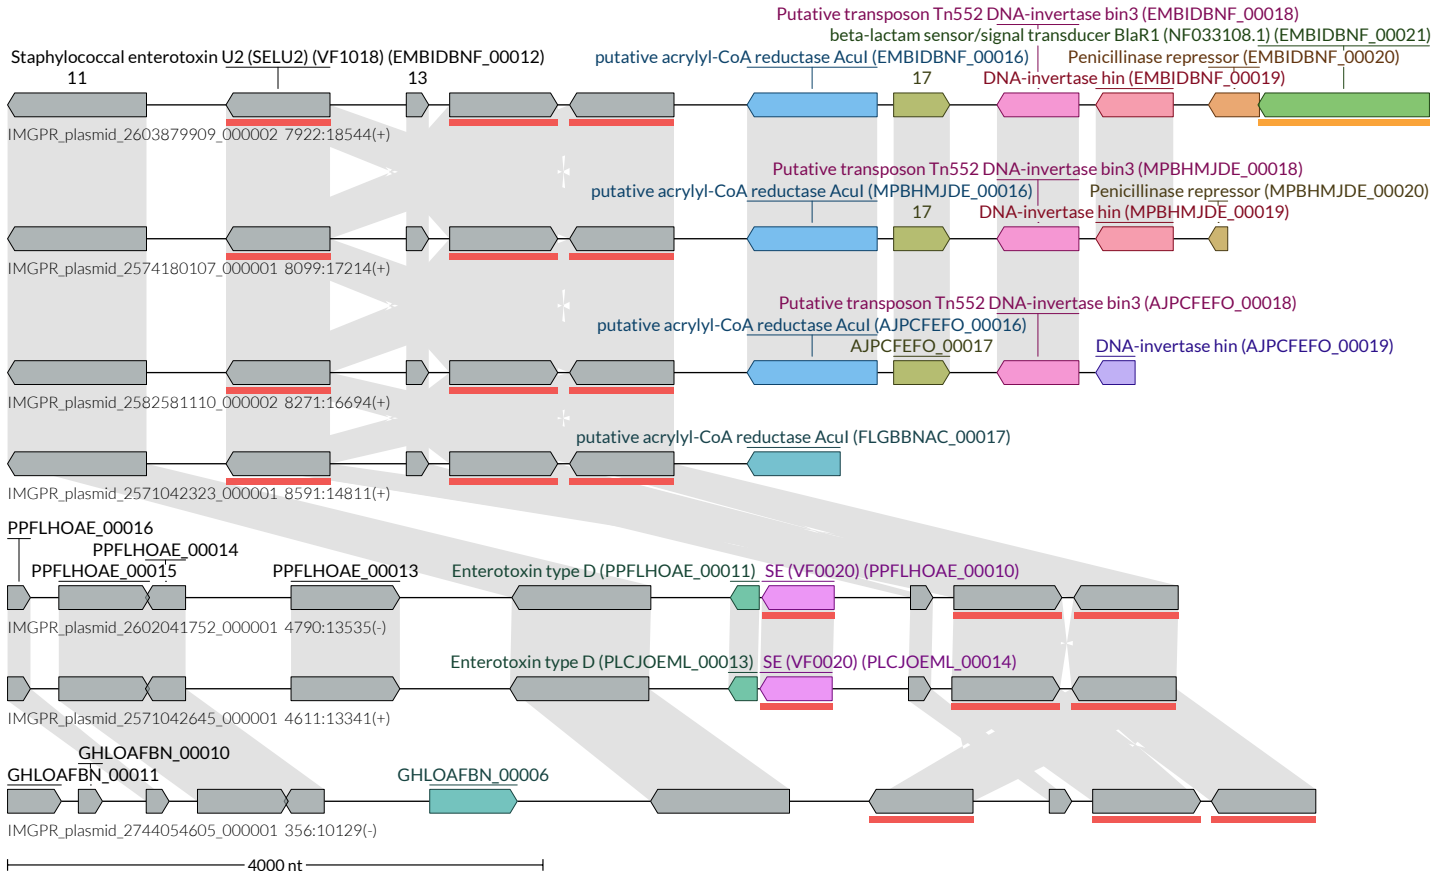 Putative transposon Tn552 DNA-invertase bin3 (EMBIDBNF_00018)
beta-lactam sensor/signal transducer BlaR1 (NF033108.1) (EMBIDBNF_00021)
Staphylococcal enterotoxin U2 (SELU2) (VF1018) (EMBIDBNF_00012) putative acrylyl-CoA reductase AcuI (EMBIDBNF_00016) Penicillinase repressor (EMBIDBNF_00020)
11 13 17 DNA-invertase hin (EMBIDBNF_00019)
IMGPR_plasmid_2603879909_000002 7922:18544(+)
Putative transposon Tn552 DNA-invertase bin3 (MPBHMJDE_00018)
putative acrylyl-CoA reductase AcuI (MPBHMJDE_00016) Penicillinase repressor (MPBHMJDE_00020)
17 DNA-invertase hin (MPBHMJDE_00019)
IMGPR_plasmid_2574180107_000001 8099:17214(+)
Putative transposon Tn552 DNA-invertase bin3 (AJPCFEFO_00018)
putative acrylyl-CoA reductase AcuI (AJPCFEFO_00016)
AJPCFEFO_00017 DNA-invertase hin (AJPCFEFO_00019)
IMGPR_plasmid_2582581110_000002 8271:16694(+)
putative acrylyl-CoA reductase AcuI (FLGBBNAC_00017)
IMGPR_plasmid_2571042323_000001 8591:14811(+)
PPFLHOAE_00016
PPFLHOAE_00014
PPFLHOAE_00015 PPFLHOAE_00013 Enterotoxin type D (PPFLHOAE_00011) SE (VF0020) (PPFLHOAE_00010)
IMGPR_plasmid_2602041752_000001 4790:13535(-)
Enterotoxin type D (PLCJOEML_00013) SE (VF0020) (PLCJOEML_00014)
IMGPR_plasmid_2571042645_000001 4611:13341(+)
GHLOAFBN_00010
GHLOAFBN_00011 GHLOAFBN_00006
IMGPR_plasmid_2744054605_000001 356:10129(-)
4000 nt